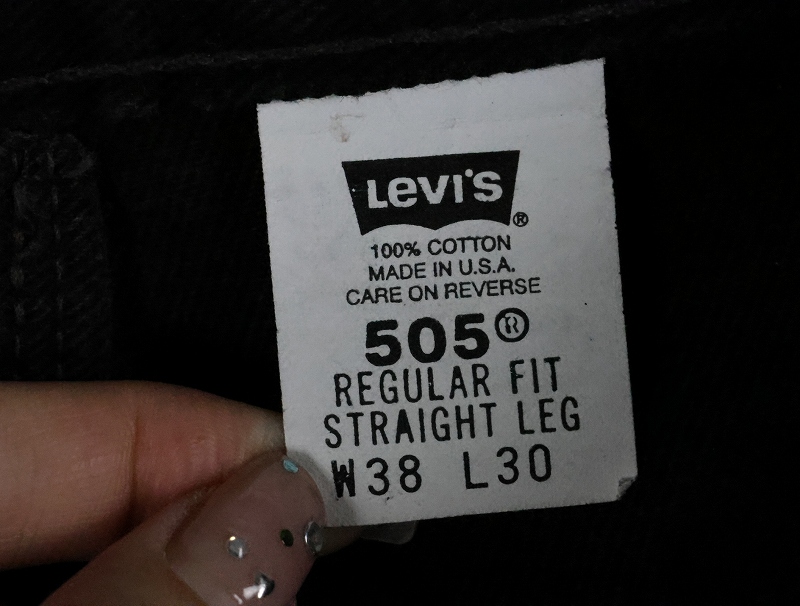 Levi's®
100% COTTON
MADE IN U.S.A.
CARE ON REVERSE
505®
REGULAR FIT
STRAIGHT LEG
W38 L30